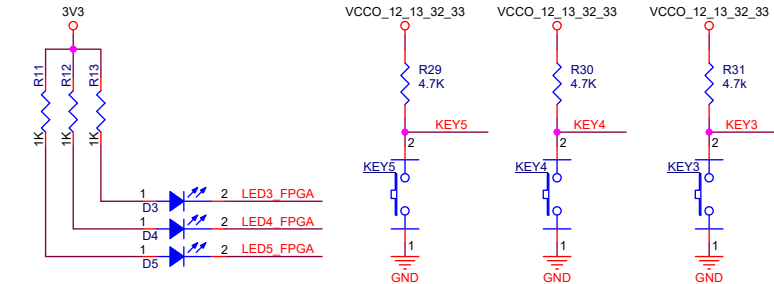 3V3
VCCO_12_13_32_33
VCCO_12_13_32_33
VCCO_12_13_32_33
R11
R12
R13
1K
1K
1K
R29
4.7K
R30
4.7K
R31
4.7k
KEY5
KEY4
KEY3
2
2
2
KEY5
KEY4
KEY3
1
1
1
GND
GND
GND
1
D3
2
LED3_FPGA
1
D4
2
LED4_FPGA
1
D5
2
LED5_FPGA